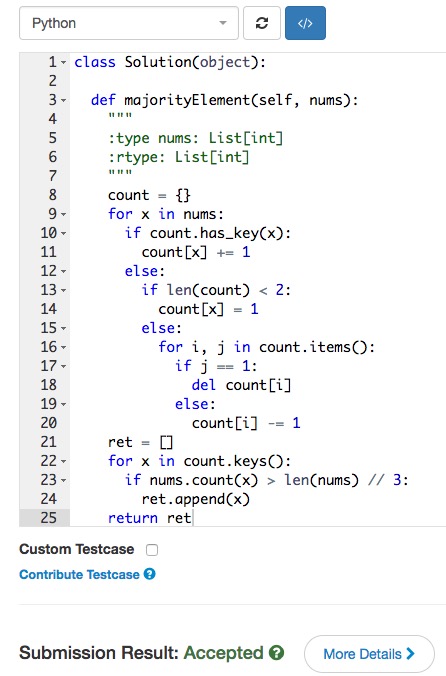 Python
</>
1 class Solution(object):
2
3 def majorityElement(self, nums):
4 """
5 :type nums: List[int]
6 :rtype: List[int]
7 """
8 count = {}
9 for x in nums:
10 if count.has_key(x):
11 count[x] += 1
12 else:
13 if len(count) < 2:
14 count[x] = 1
15 else:
16 for i, j in count.items():
17 if j == 1:
18 del count[i]
19 else:
20 count[i] -= 1
21 ret = []
22 for x in count.keys():
23 if nums.count(x) > len(nums) // 3:
24 ret.append(x)
25 return ret
Custom Testcase
Contribute Testcase ?
Submission Result: Accepted ?
More Details